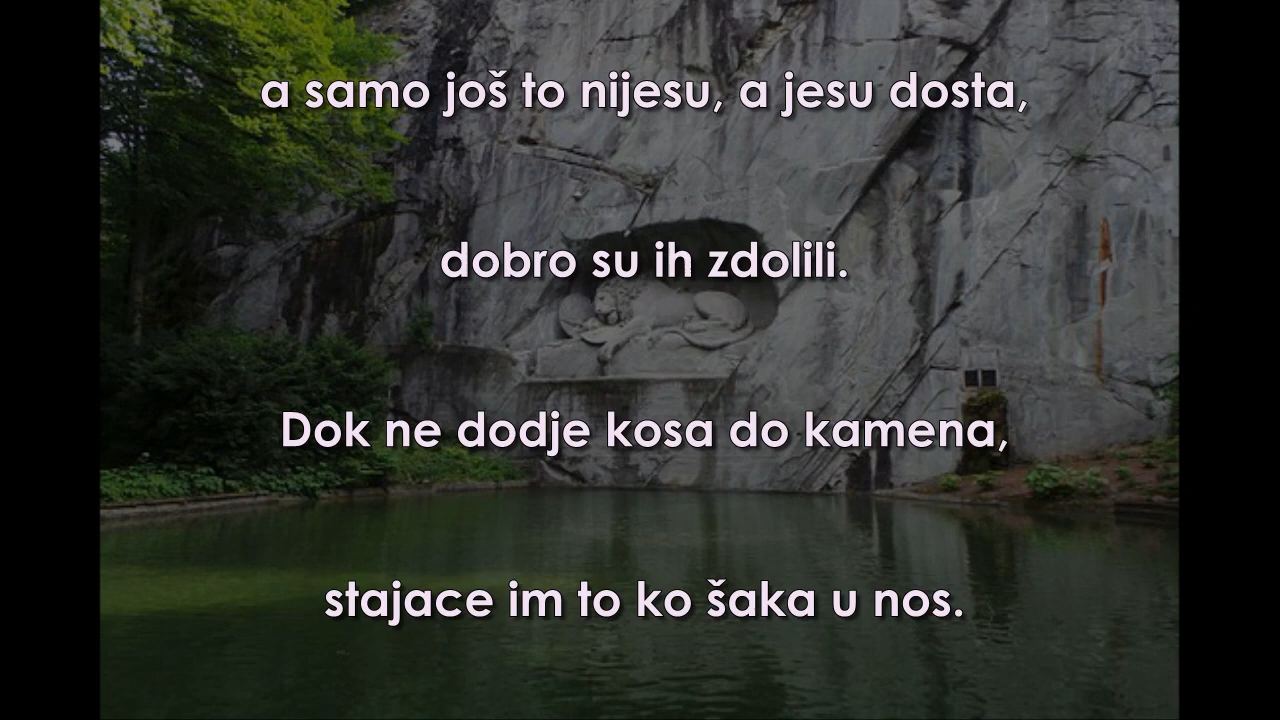 a samo još to nijesu, a jesu dosta,
dobro su ih zdolili.
Dok ne dodje kosa do kamena,
stajace im to ko šaka u nos.